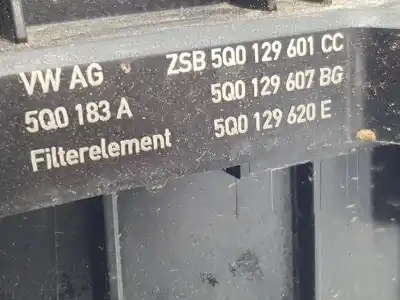 VW AG
5Q0 183 A
Filterelement
ZSB 5Q0 129 601 CC
5Q0 129 607 BG
5Q0 129 620 E